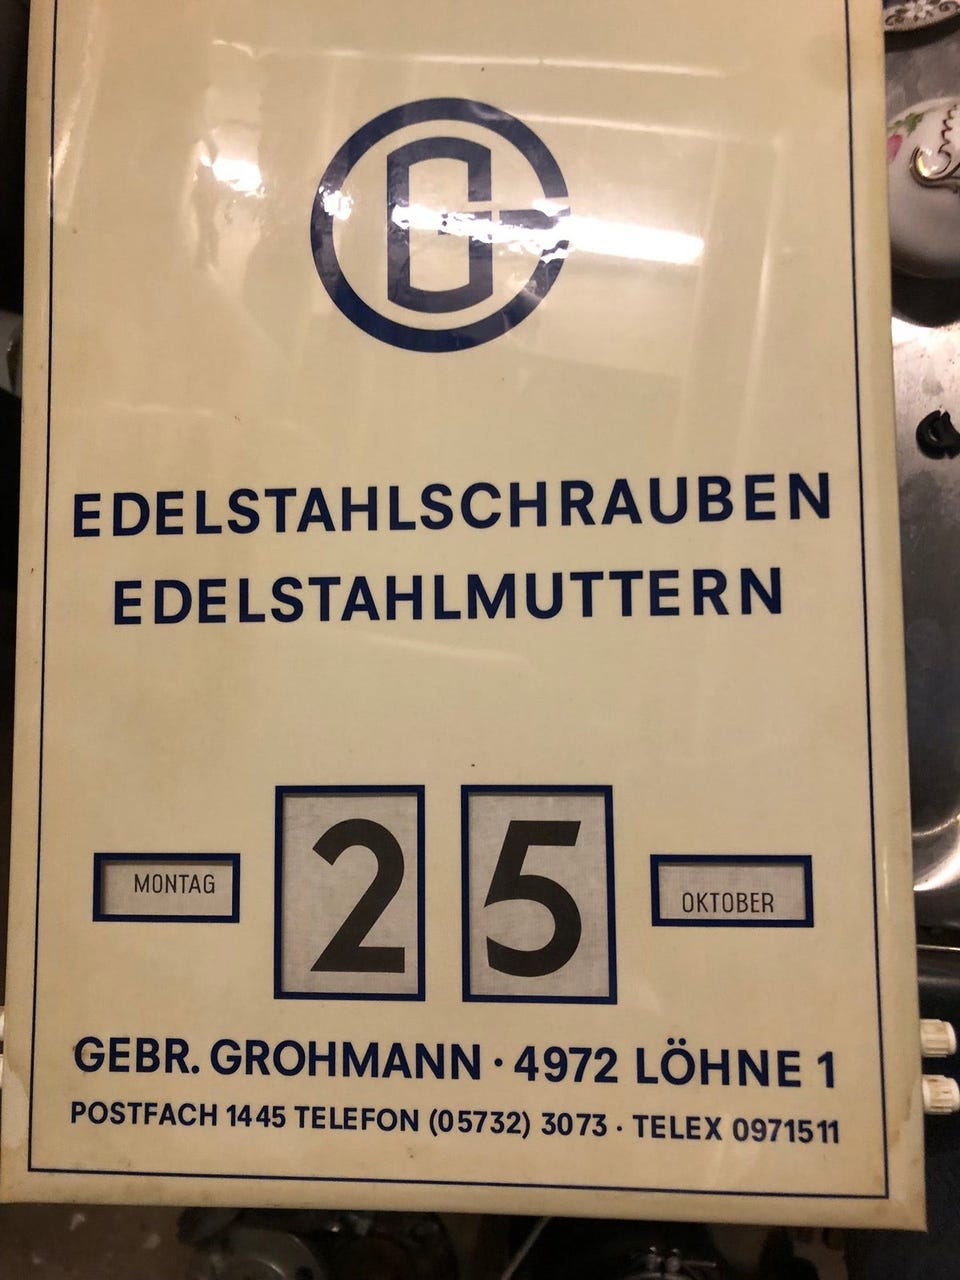 G
EDELSTAHLSCHRAUBEN
EDELSTAHLMUTTERN
MONTAG 25 OKTOBER
GEBR. GROHMANN · 4972 LÖHNE 1
POSTFACH 1445 TELEFON (05732) 3073 · TELEX 0971511